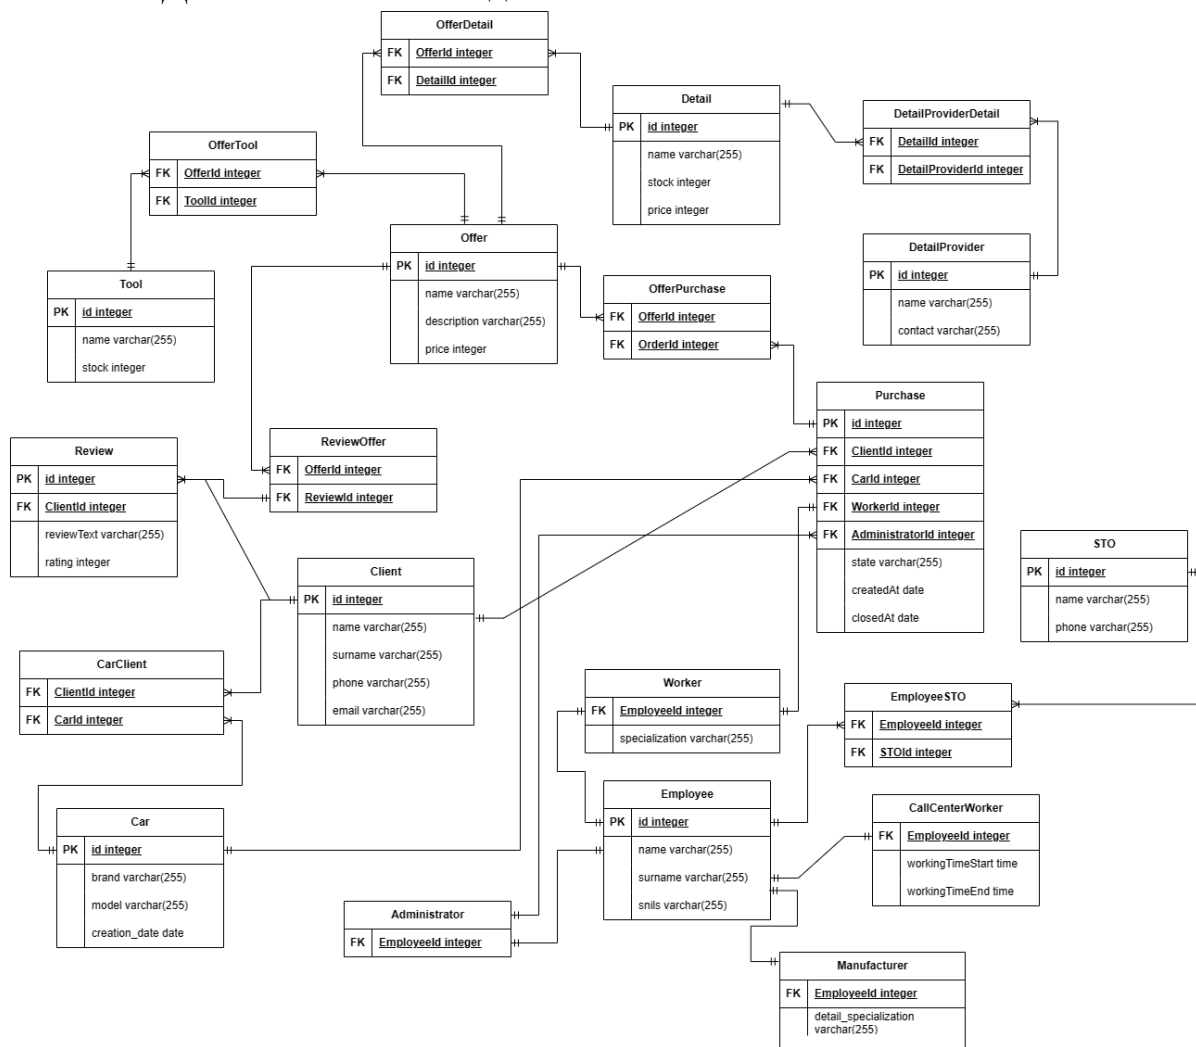 OfferDetail
FK OfferId integer
FK DetailId integer
Detail
PK id integer
name varchar(255)
stock integer
price integer
DetailProviderDetail
FK DetailId integer
FK DetailProviderId integer
OfferTool
FK OfferId integer
FK ToolId integer
Offer
PK id integer
name varchar(255)
description varchar(255)
price integer
DetailProvider
PK id integer
name varchar(255)
contact varchar(255)
Tool
PK id integer
name varchar(255)
stock integer
OfferPurchase
FK OfferId integer
FK OrderId integer
Purchase
PK id integer
FK ClientId integer
FK CarId integer
FK WorkerId integer
FK AdministratorId integer
state varchar(255)
createdAt date
closedAt date
Review
PK id integer
FK ClientId integer
reviewText varchar(255)
rating integer
ReviewOffer
FK OfferId integer
FK ReviewId integer
STO
PK id integer
name varchar(255)
phone varchar(255)
Client
PK id integer
name varchar(255)
surname varchar(255)
phone varchar(255)
email varchar(255)
CarClient
FK ClientId integer
FK CarId integer
Worker
FK EmployeeId integer
specialization varchar(255)
EmployeeSTO
FK EmployeeId integer
FK STOId integer
Employee
PK id integer
name varchar(255)
surname varchar(255)
snils varchar(255)
CallCenterWorker
FK EmployeeId integer
workingTimeStart time
workingTimeEnd time
Car
PK id integer
brand varchar(255)
model varchar(255)
creation_date date
Administrator
FK EmployeeId integer
Manufacturer
FK EmployeeId integer
detail_specialization
varchar(255)